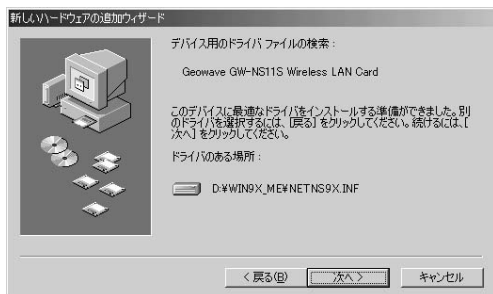 新しいハードウェアの追加ウィザード
デバイス用のドライバ ファイルの検索 :
Geowave GW-NS11S Wireless LAN Card
このデバイスに最適なドライバをインストールする準備ができました。別
のドライバを選択するには、[戻る] をクリックしてください。続けるには、[
次へ] をクリックしてください。
ドライバのある場所 :
D:¥WIN9X_ME¥NETNS9X.INF
< 戻る(B)
次へ >
キャンセル